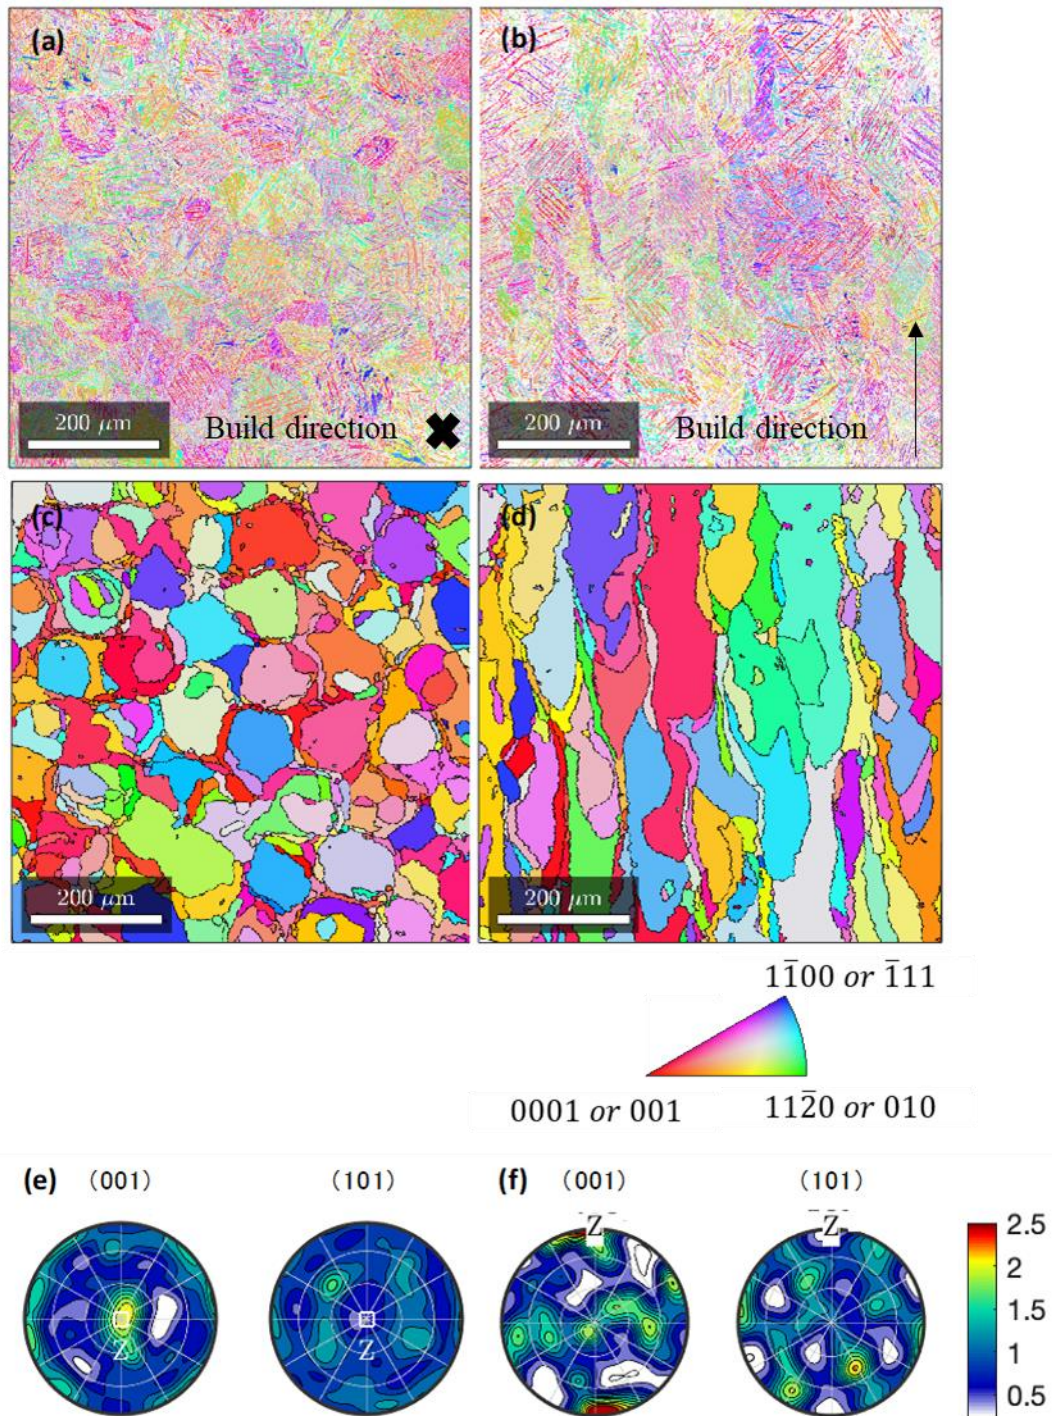 (a)
(b)
200 μm
Build direction
200 μm
Build direction
(c)
(d)
200 μm
200 μm
11̅00 or 1̅11
0001 or 001
112̅0 or 010
(e) (001) (101)
(f) (001) (101)
Z
Z
Z
Z
2.5
2
1.5
1
0.5